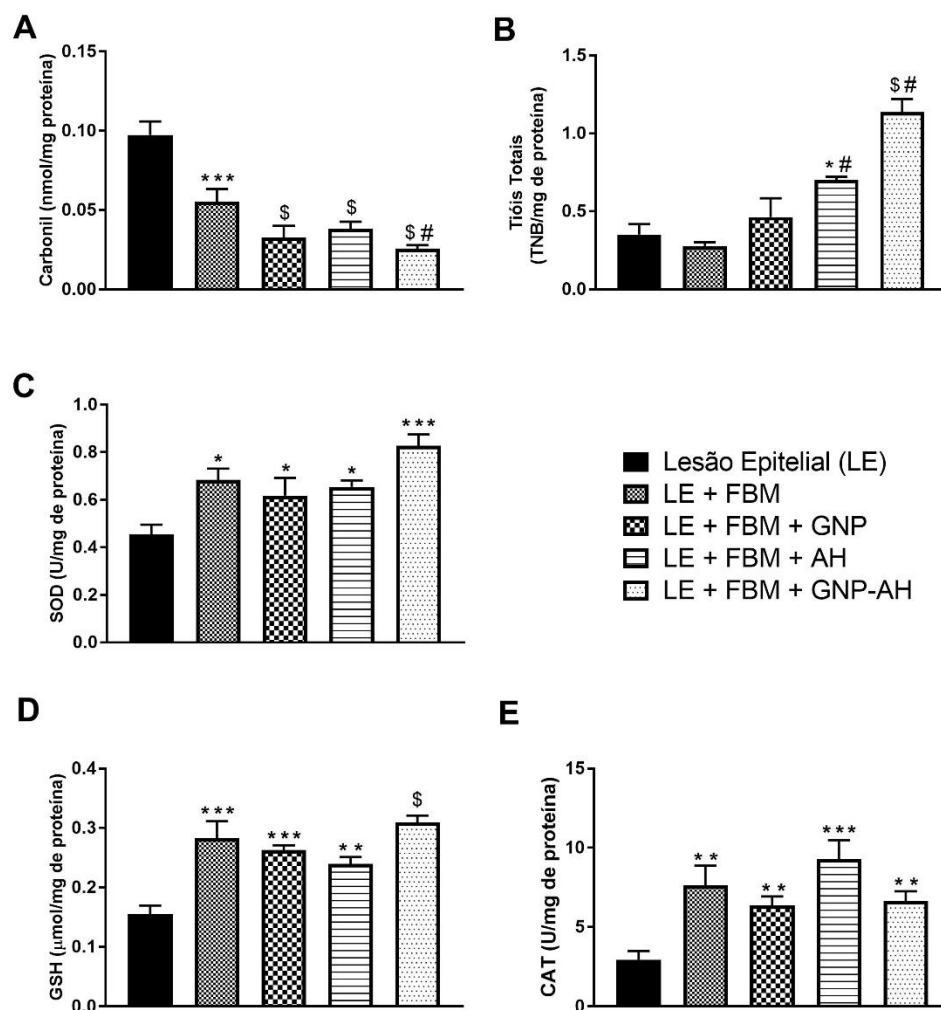 A
Carbonil (nmol/mg proteína)
0.15
0.10
0.05
0.00
***
$
$
$ #
B
Tióis Totais
(TNB/mg de proteína)
1.5
1.0
0.5
0.0
* #
$ #
C
SOD (U/mg de proteína)
1.0
0.8
0.6
0.4
0.2
0.0
*
*
*
***
Lesão Epitelial (LE)
LE + FBM
LE + FBM + GNP
LE + FBM + AH
LE + FBM + GNP-AH
D
GSH (μmol/mg de proteína)
0.4
0.3
0.2
0.1
0.0
***
***
**
$
E
CAT (U/mg de proteína)
15
10
5
0
**
**
***
**